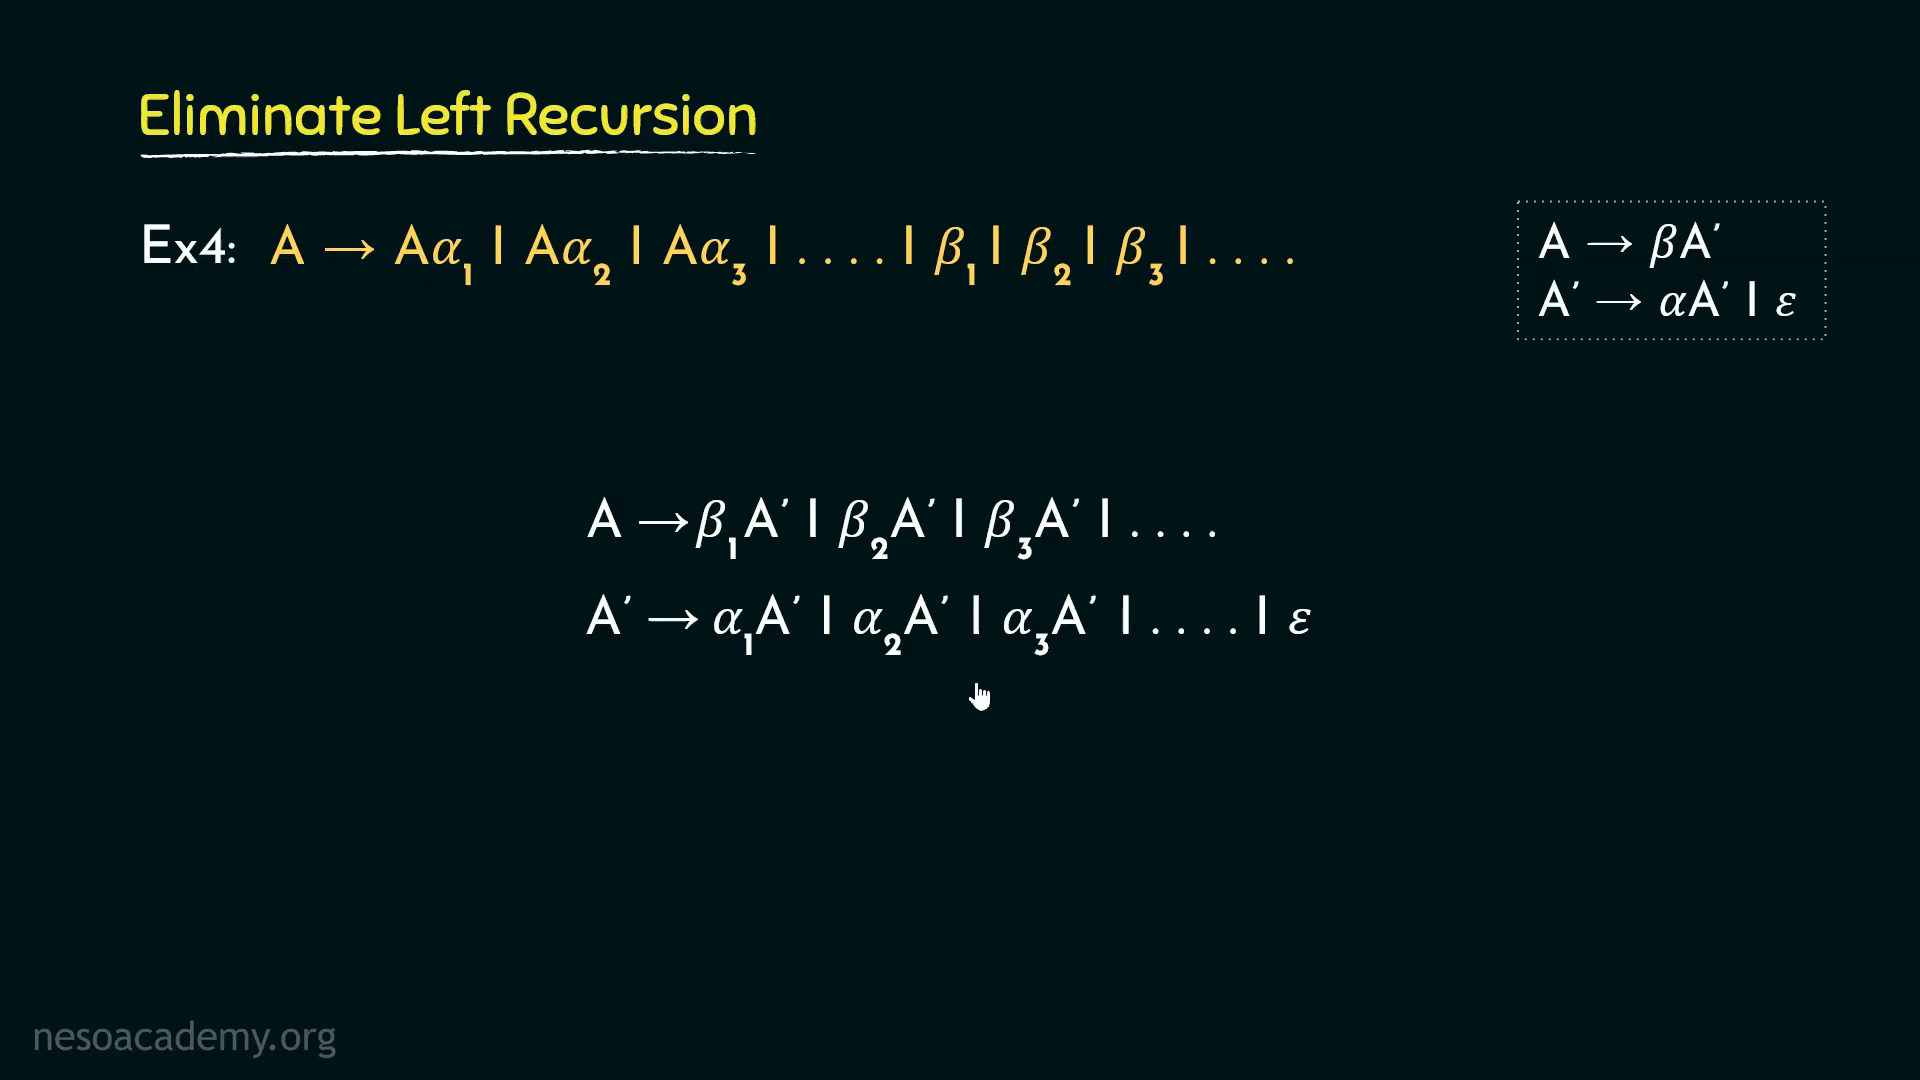 Eliminate Left Recursion
Ex4: A → Aα₁ | Aα₂ | Aα₃ | . . . . | β₁ | β₂ | β₃ | . . . .
A → βA′
A′ → αA′ | ε
A → β₁A′ | β₂A′ | β₃A′ | . . . .
A′ → α₁A′ | α₂A′ | α₃A′ | . . . . | ε
nesoacademy.org